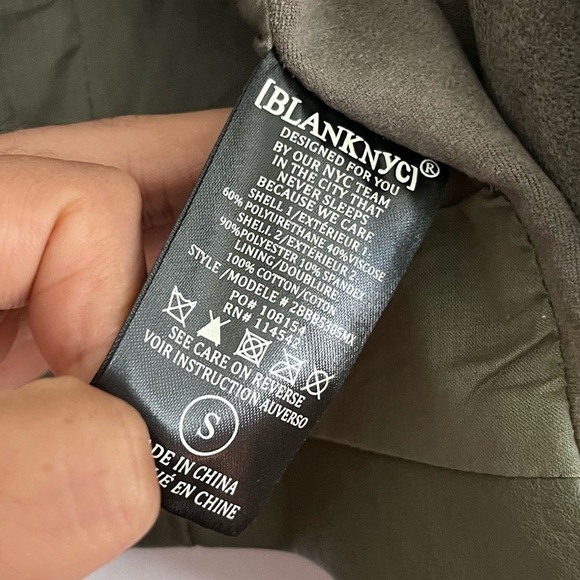 [BLANKNYC]®
DESIGNED FOR YOU
BY OUR NYC TEAM
IN THE CITY THAT
NEVER SLEEPS
BECAUSE WE CARE
SHELL 1/EXTERIEUR 1
60% POLYURETHANE 40%VISCOSE
SHELL 2/EXTERIEUR 2
90%POLYESTER 10% SPANDEX
LINING/DOUBLURE
100% COTTON/COTON
STYLE /MODELE #
PO# 108154
RN# 114542
SEE CARE ON REVERSE
VOIR INSTRUCTION AUVERSO
S
ADE IN CHINA
UÉ EN CHINE